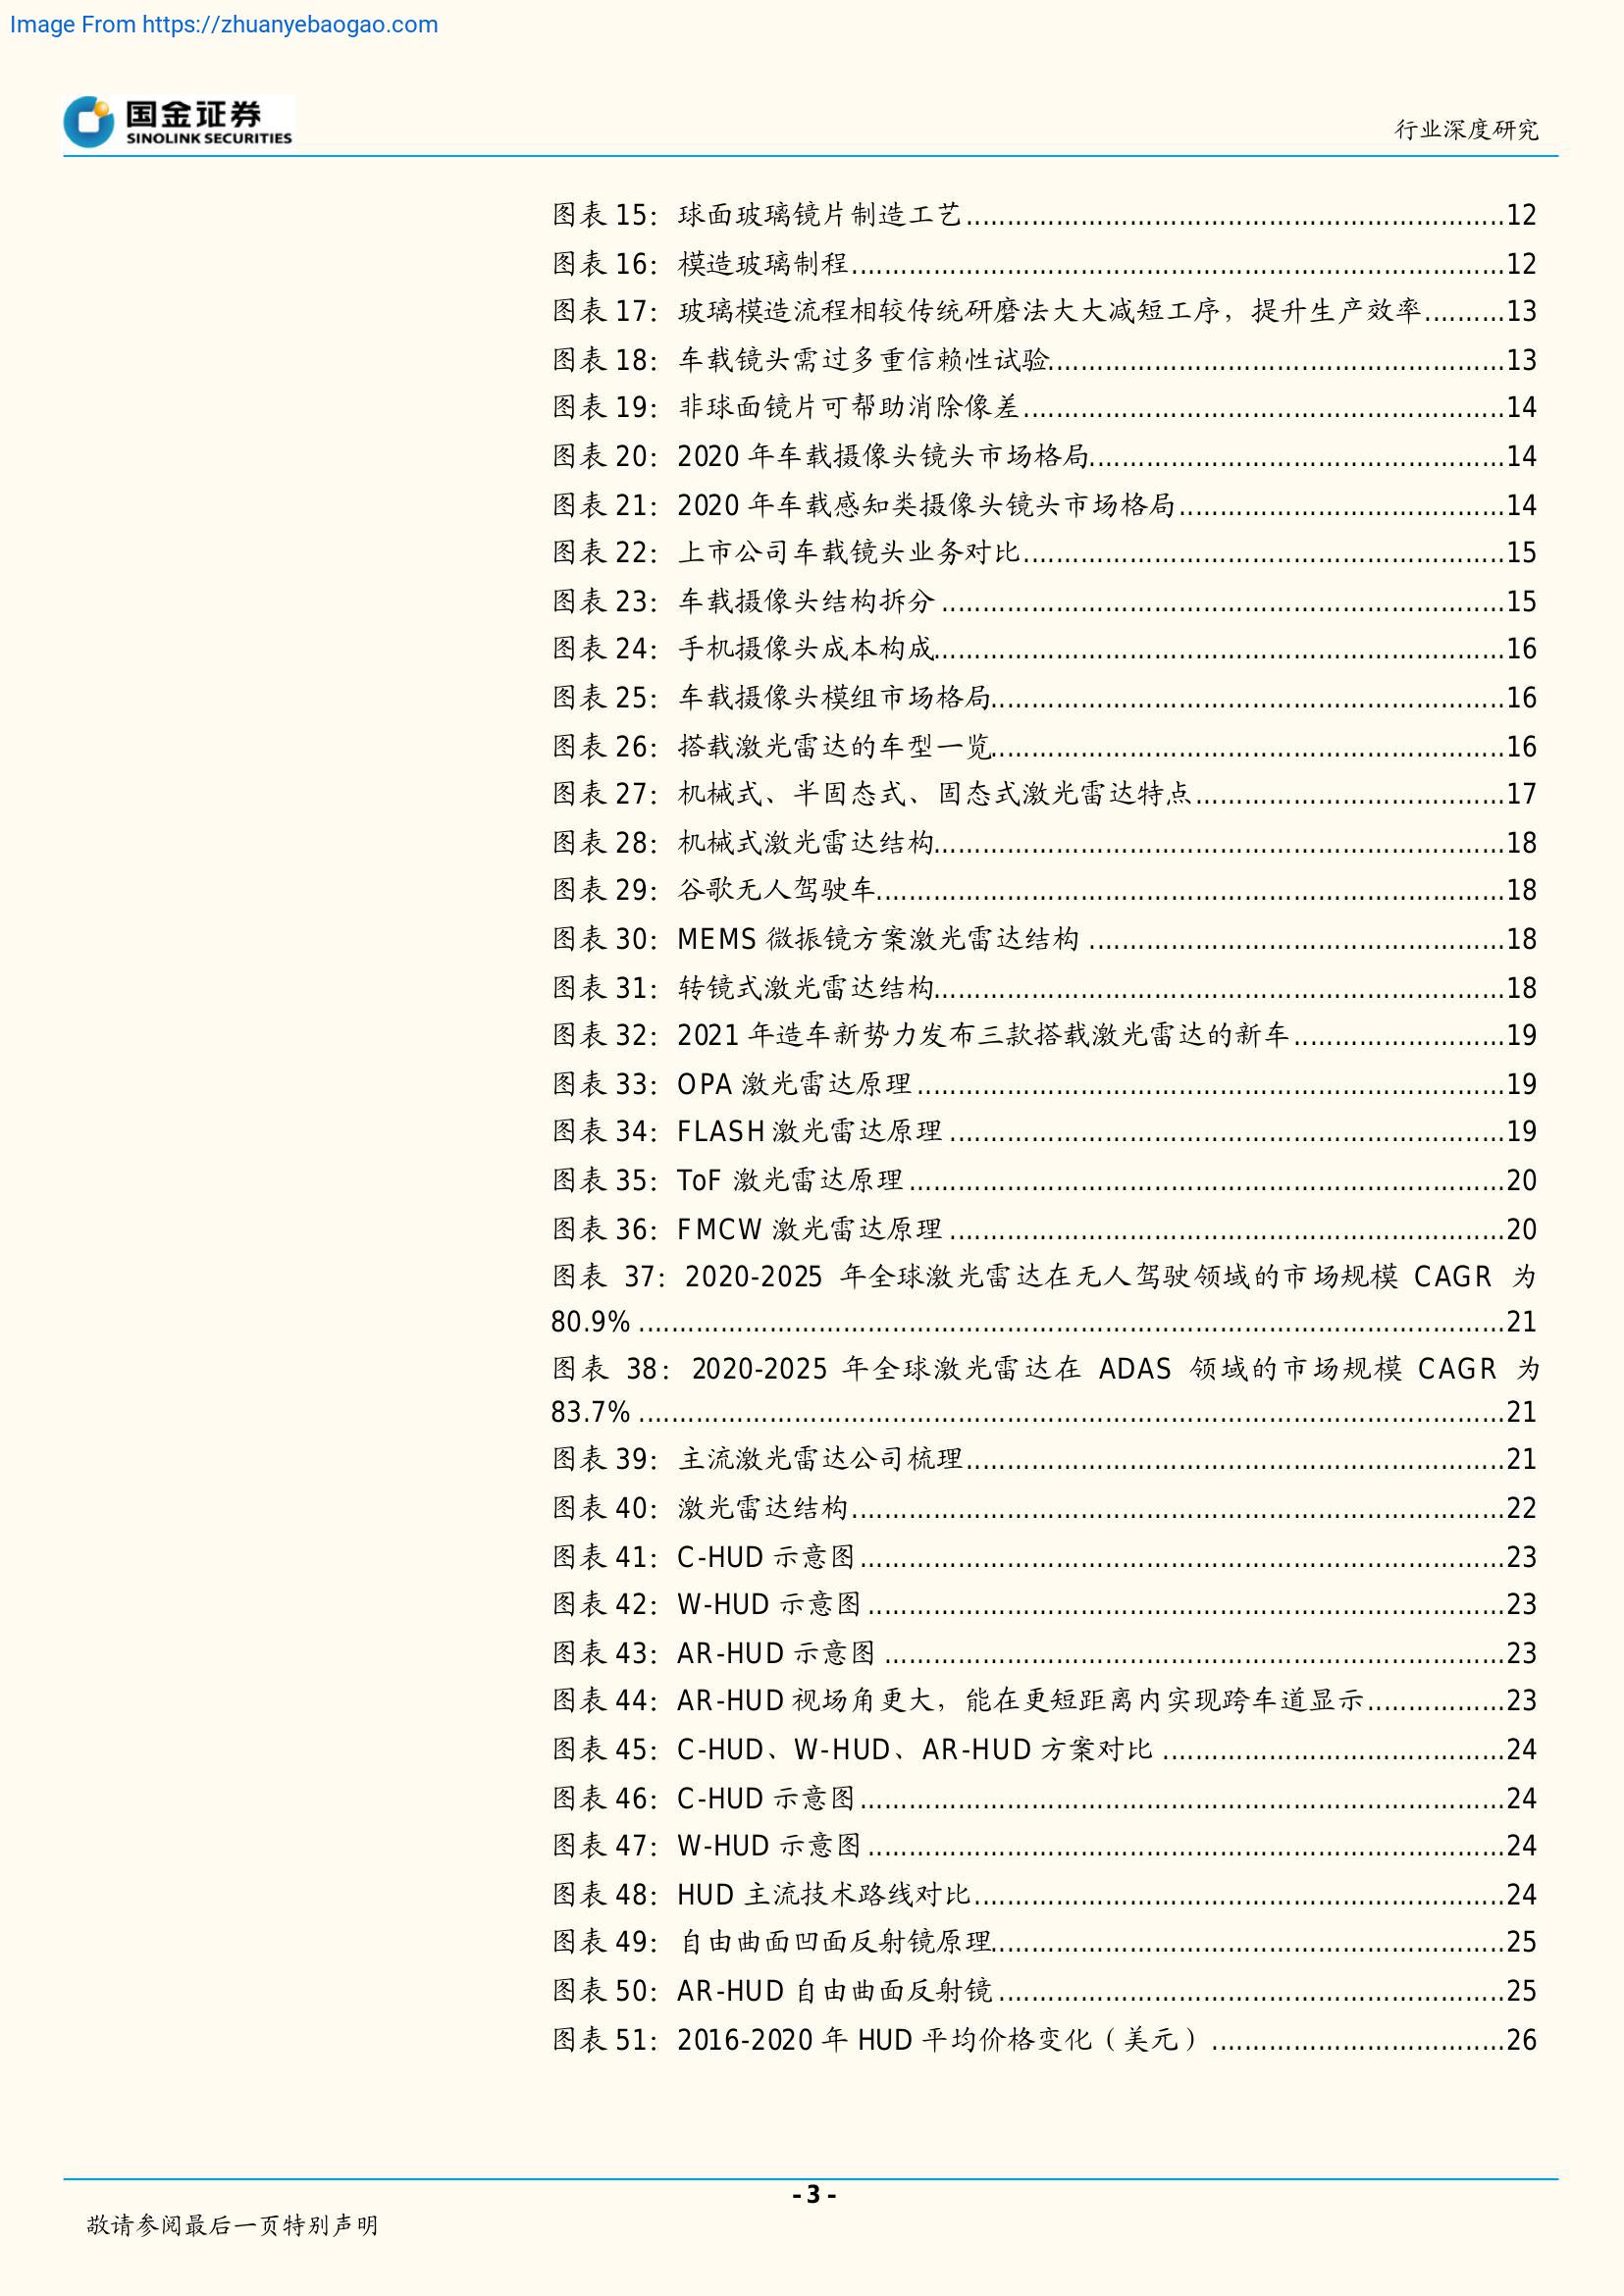 Image From https://zhuanyebaogao.com
国金证券
SINOLINK SECURITIES
行业深度研究
图表 15：球面玻璃镜片制造工艺..................................................................12
图表 16：模造玻璃制程................................................................................12
图表 17：玻璃模造流程相较传统研磨法大大减短工序，提升生产效率..........13
图表 18：车载镜头需过多重信赖性试验........................................................13
图表 19：非球面镜片可帮助消除像差...........................................................14
图表 20：2020 年车载摄像头镜头市场格局...................................................14
图表 21：2020 年车载感知类摄像头镜头市场格局........................................14
图表 22：上市公司车载镜头业务对比...........................................................15
图表 23：车载摄像头结构拆分 .....................................................................15
图表 24：手机摄像头成本构成......................................................................16
图表 25：车载摄像头模组市场格局...............................................................16
图表 26：搭载激光雷达的车型一览...............................................................16
图表 27：机械式、半固态式、固态式激光雷达特点......................................17
图表 28：机械式激光雷达结构......................................................................18
图表 29：谷歌无人驾驶车.............................................................................18
图表 30：MEMS 微振镜方案激光雷达结构 ...................................................18
图表 31：转镜式激光雷达结构......................................................................18
图表 32：2021 年造车新势力发布三款搭载激光雷达的新车..........................19
图表 33：OPA 激光雷达原理........................................................................19
图表 34：FLASH 激光雷达原理 ....................................................................19
图表 35：ToF 激光雷达原理.........................................................................20
图表 36：FMCW 激光雷达原理 ....................................................................20
图表 37：2020-2025 年全球激光雷达在无人驾驶领域的市场规模 CAGR 为
80.9% ..........................................................................................................21
图表 38：2020-2025 年全球激光雷达在 ADAS 领域的市场规模 CAGR 为
83.7% ..........................................................................................................21
图表 39：主流激光雷达公司梳理..................................................................21
图表 40：激光雷达结构................................................................................22
图表 41：C-HUD 示意图...............................................................................23
图表 42：W-HUD 示意图..............................................................................23
图表 43：AR-HUD 示意图 ............................................................................23
图表 44：AR-HUD 视场角更大，能在更短距离内实现跨车道显示.................23
图表 45：C-HUD、W-HUD、AR-HUD 方案对比 ..........................................24
图表 46：C-HUD 示意图...............................................................................24
图表 47：W-HUD 示意图..............................................................................24
图表 48：HUD 主流技术路线对比.................................................................24
图表 49：自由曲面凹面反射镜原理...............................................................25
图表 50：AR-HUD 自由曲面反射镜..............................................................25
图表 51：2016-2020 年 HUD 平均价格变化（美元）....................................26
- 3 -
敬请参阅最后一页特别声明